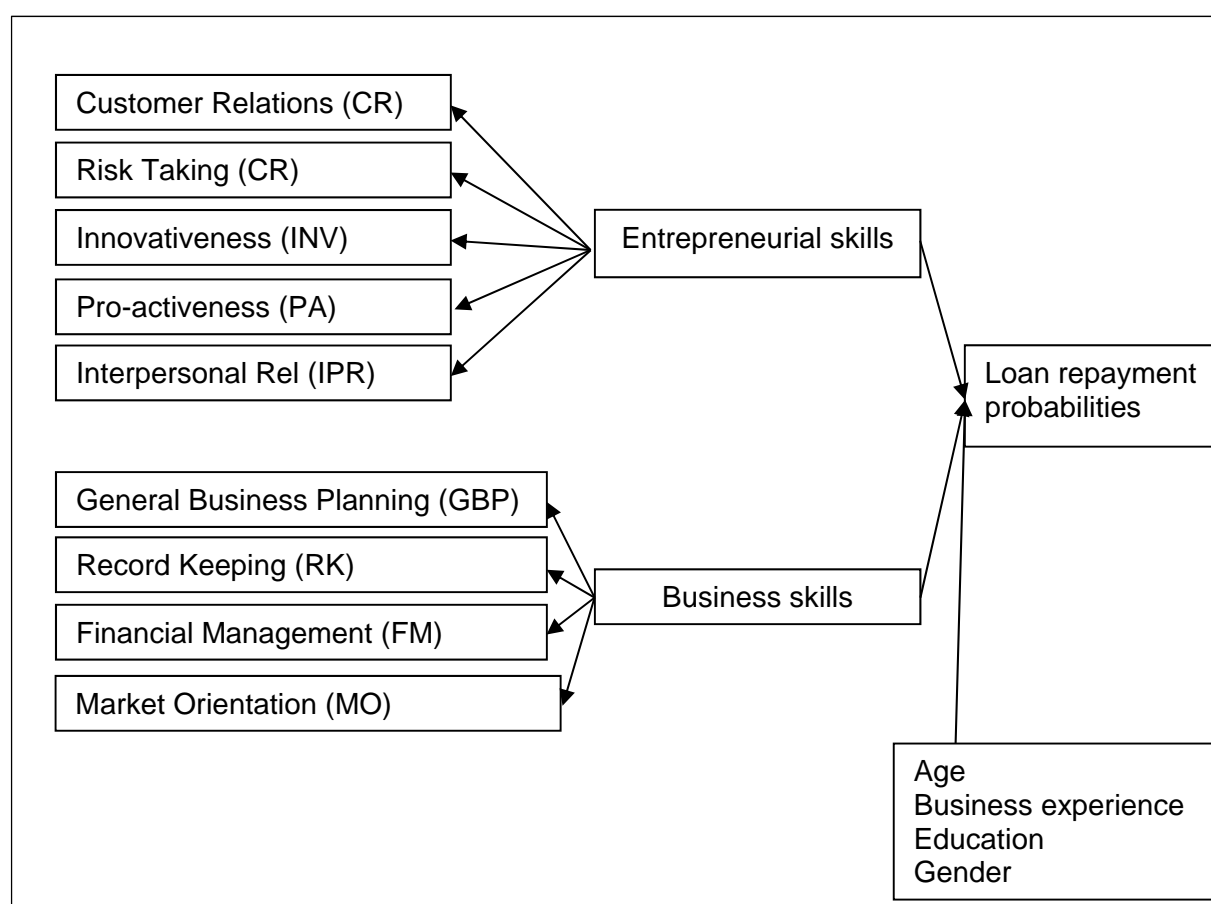 Customer Relations (CR)
Risk Taking (CR)
Innovativeness (INV)
Pro-activeness (PA)
Interpersonal Rel (IPR)
Entrepreneurial skills
Loan repayment
probabilities
General Business Planning (GBP)
Record Keeping (RK)
Financial Management (FM)
Market Orientation (MO)
Business skills
Age
Business experience
Education
Gender